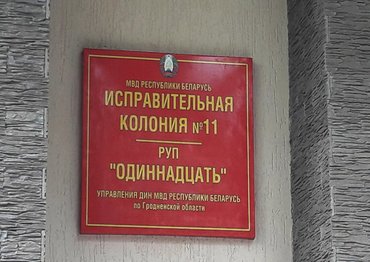 МВД РЕСПУБЛИКИ БЕЛАРУСЬ
ИСПРАВИТЕЛЬНАЯ
КОЛОНИЯ №11
РУП
"ОДИННАДЦАТЬ"
УПРАВЛЕНИЯ ДИН МВД РЕСПУБЛИКИ БЕЛАРУСЬ
по Гродненской области